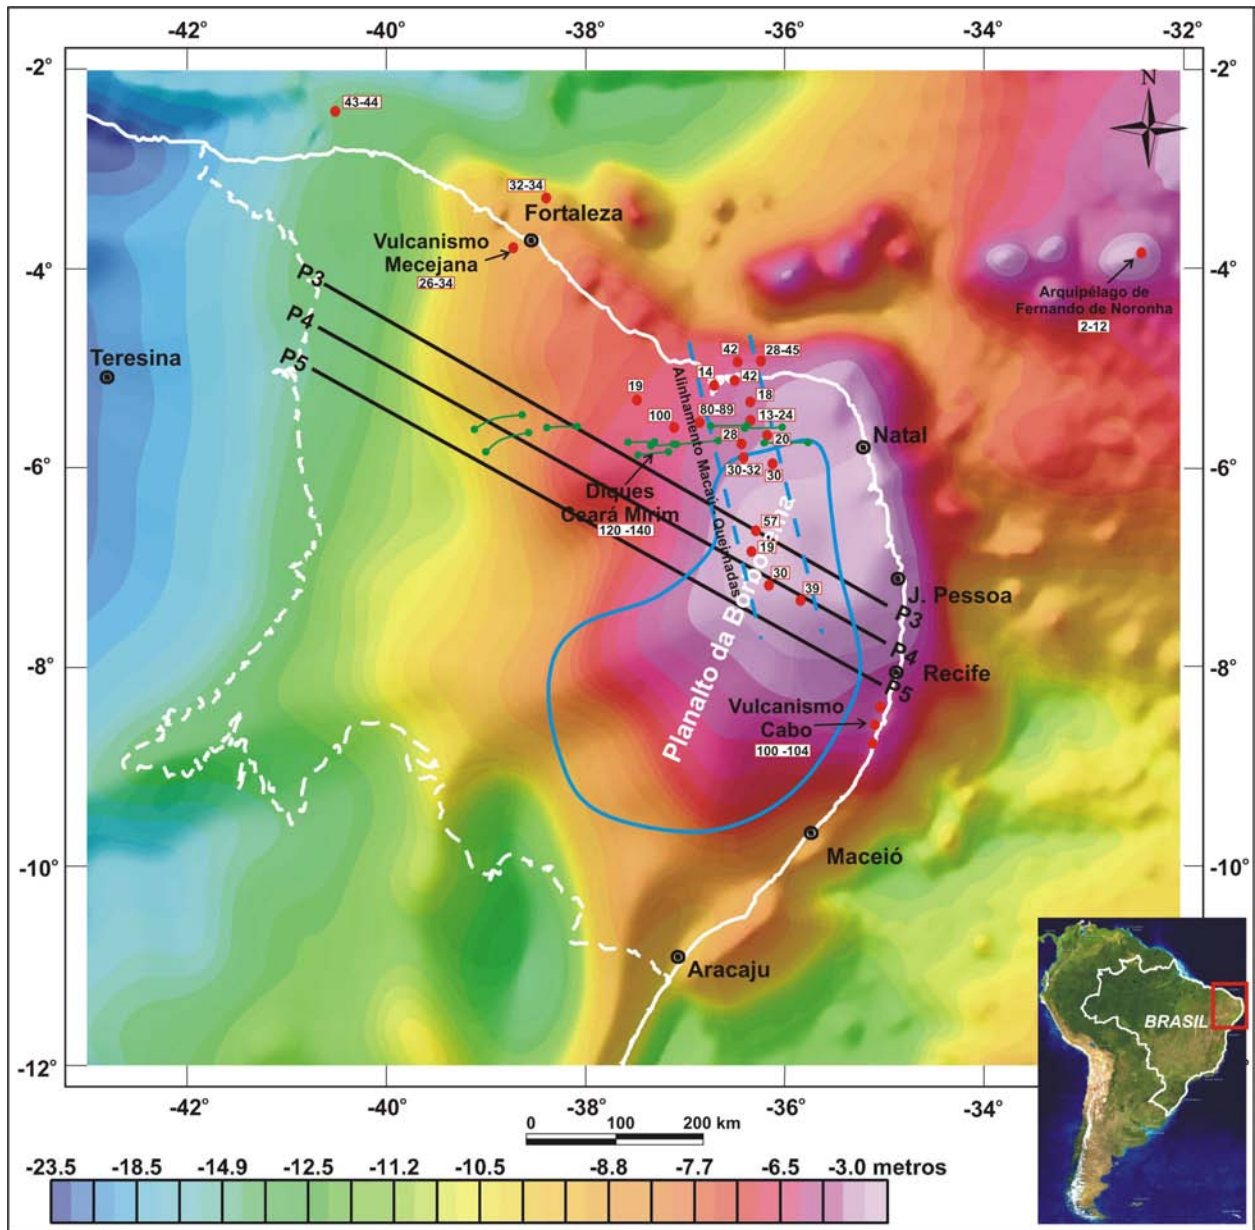 -42°
-40°
-38°
-36°
-34°
-32°
-2°
-2°
N
43-44
32-34
Fortaleza
Vulcanismo
Mecejana
26-34
-4°
-4°
Arquipélago de
Fernando de Noronha
2-12
P3
P4
P5
Teresina
42
28-45
14
42
19
18
100
80-89
13-24
28
20
Natal
30-32
30
-6°
-6°
Alinhamento Macau - Queimadas
Diques
Ceará Mirim
120 -140
57
19
30
39
Planalto da Borborema
J. Pessoa
P3
P4
P5
Recife
-8°
-8°
Vulcanismo
Cabo
100 -104
Maceió
-10°
-10°
Aracaju
-12°
BRASIL
-42°
-40°
-38°
-36°
-34°
0 100 200 km
-23.5 -18.5 -14.9 -12.5 -11.2 -10.5 -8.8 -7.7 -6.5 -3.0 metros